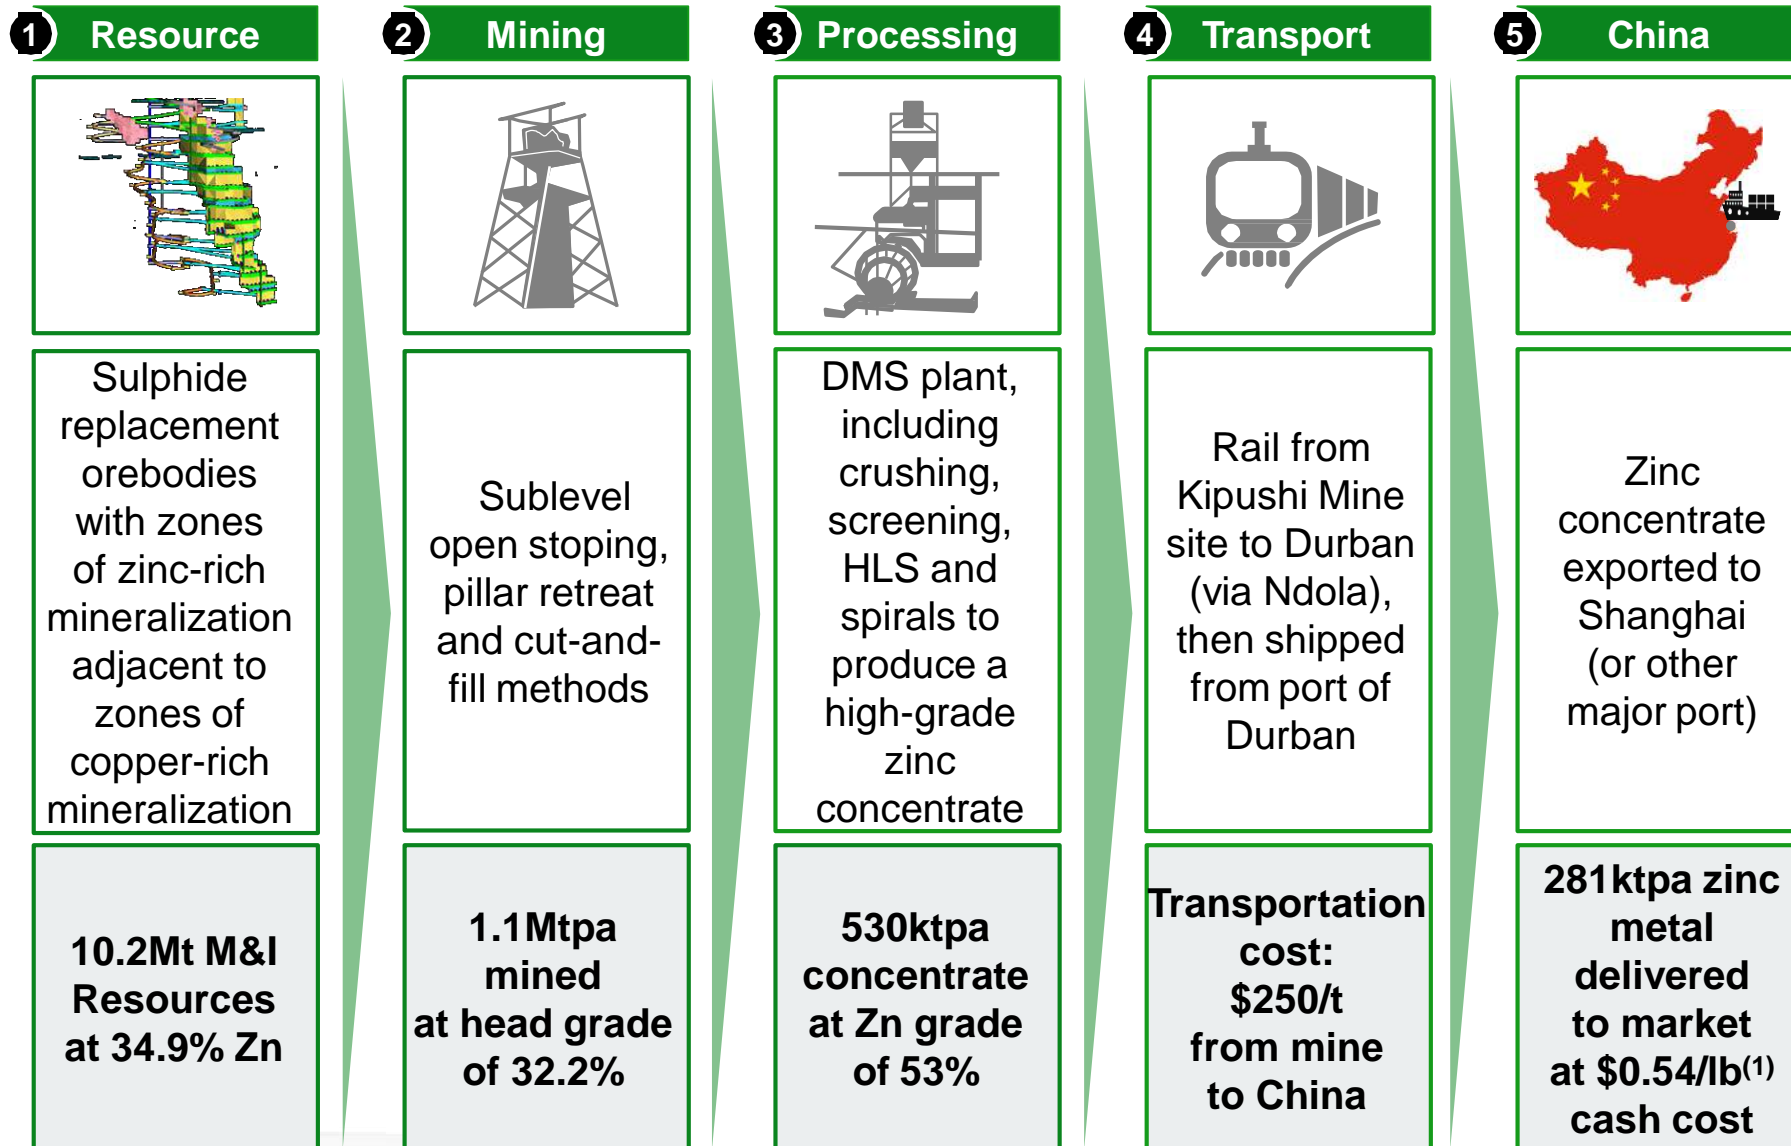 1 Resource
Sulphide
replacement
orebodies
with zones
of zinc-rich
mineralization
adjacent to
zones of
copper-rich
mineralization
10.2Mt M&I
Resources
at 34.9% Zn
2 Mining
Sublevel
open stoping,
pillar retreat
and cut-and-
fill methods
1.1Mtpa
mined
at head grade
of 32.2%
3 Processing
DMS plant,
including
crushing,
screening,
HLS and
spirals to
produce a
high-grade
zinc
concentrate
530ktpa
concentrate
at Zn grade
of 53%
4 Transport
Rail from
Kipushi Mine
site to Durban
(via Ndola),
then shipped
from port of
Durban
Transportation
cost:
$250/t
from mine
to China
5 China
Zinc
concentrate
exported to
Shanghai
(or other
major port)
281ktpa zinc
metal
delivered
to market
at $0.54/lb(1)
cash cost